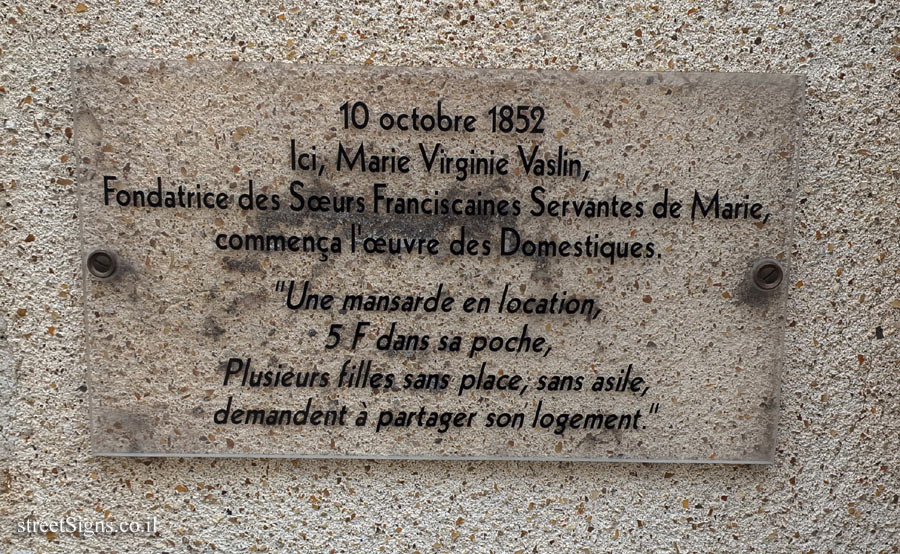 10 octobre 1852
Ici, Marie Virginie Vaslin,
Fondatrice des Sœurs Franciscaines Servantes de Marie,
commença l'œuvre des Domestiques.
"Une mansarde en location,
5 F dans sa poche,
Plusieurs filles sans place, sans asile,
demandent à partager son logement."
streetSigns.co.il